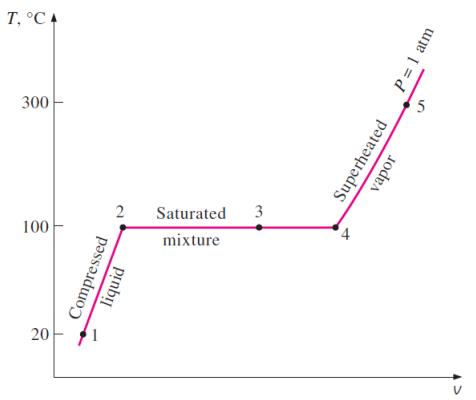 T, °C
P = 1 atm
300
5
Superheated
vapor
2
Saturated
3
mixture
100
4
Compressed
liquid
20
1
v